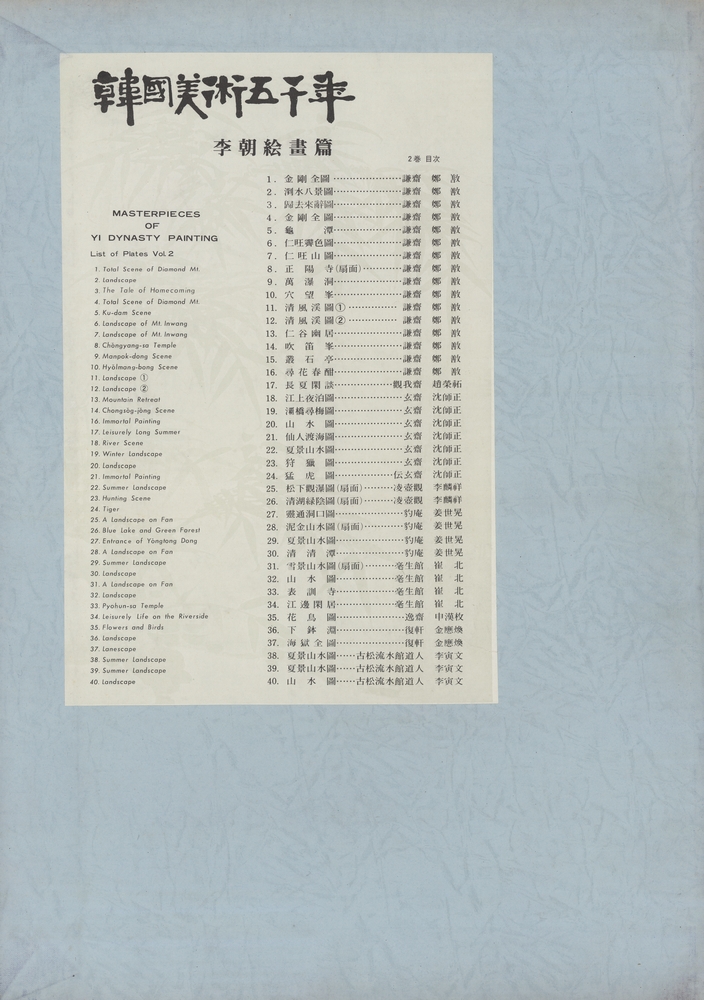 韓國美術五千年
李朝絵畫篇
2巻 目次
MASTERPIECES
OF
YI DYNASTY PAINTING
List of Plates Vol.2
1. Total Scene of Diamond Mt.
2. Landscape
3. The Tale of Homecoming
4. Total Scene of Diamond Mt.
5. Ku-dam Scene
6. Landscape of Mt. Inwang
7. Landscape of Mt. Inwang
8. Chŏngyang-sa Temple
9. Manpok-dong Scene
10. Hyŏlmang-bong Scene
11. Landscape ①
12. Landscape ②
13. Mountain Retreat
14. Chongsŏg-jŏng Scene
16. Immortal Painting
17. Leisurely Long Summer
18. River Scene
19. Winter Landscape
20. Landscape
21. Immortal Painting
22. Summer Landscape
23. Hunting Scene
24. Tiger
25. A Landscape on Fan
26. Blue Lake and Green Forest
27. Entrance of Yŏngtong Dong
28. A Landscape on Fan
29. Summer Landscape
30. Landscape
31. A Landscape on Fan
32. Landscape
33. Pyohun-sa Temple
34. Leisurely Life on the Riverside
35. Flowers and Birds
36. Landscape
37. Lanescape
38. Summer Landscape
39. Summer Landscape
40. Landscape
1. 金剛全圖…………………謙齋 鄭 敾
2. 洌水八景圖…………………謙齋 鄭 敾
3. 歸去來辭圖…………………謙齋 鄭 敾
4. 金剛全圖…………………謙齋 鄭 敾
5. 龜 潭…………………謙齋 鄭 敾
6. 仁旺霽色圖…………………謙齋 鄭 敾
7. 仁旺山圖…………………謙齋 鄭 敾
8. 正陽寺(扇面)…………謙齋 鄭 敾
9. 萬瀑洞…………………謙齋 鄭 敾
10. 穴望峯…………………謙齋 鄭 敾
11. 清風溪圖①……………謙齋 鄭 敾
12. 清風溪圖②……………謙齋 鄭 敾
13. 仁谷幽居…………………謙齋 鄭 敾
14. 吹笛峯…………………謙齋 鄭 敾
15. 叢石亭…………………謙齋 鄭 敾
16. 尋花春酣…………………謙齋 鄭 敾
17. 長夏閑談………………觀我齋 趙榮祏
18. 江上夜泊圖…………………玄齋 沈師正
19. 灞橋尋梅圖…………………玄齋 沈師正
20. 山水圖…………………玄齋 沈師正
21. 仙人渡海圖…………………玄齋 沈師正
22. 夏景山水圖…………………玄齋 沈師正
23. 狩獵圖…………………玄齋 沈師正
24. 猛虎圖………………伝玄齋 沈師正
25. 松下觀瀑圖(扇面)………凌壺觀 李麟祥
26. 清湖緑陰圖(扇面)………凌壺觀 李麟祥
27. 靈通洞口圖…………………豹庵 姜世晃
28. 泥金山水圖(扇面)…………豹庵 姜世晃
29. 夏景山水圖…………………豹庵 姜世晃
30. 清清潭…………………豹庵 姜世晃
31. 雪景山水圖(扇面)………毫生館 崔 北
32. 山水圖………………毫生館 崔 北
33. 表訓寺………………毫生館 崔 北
34. 江邊閑居………………毫生館 崔 北
35. 花鳥圖…………………逸齋 申漢枚
36. 下鉢淵…………………復軒 金應煥
37. 海嶽全圖…………………復軒 金應煥
38. 夏景山水圖……古松流水館道人 李寅文
39. 夏景山水圖……古松流水館道人 李寅文
40. 山水圖……古松流水館道人 李寅文